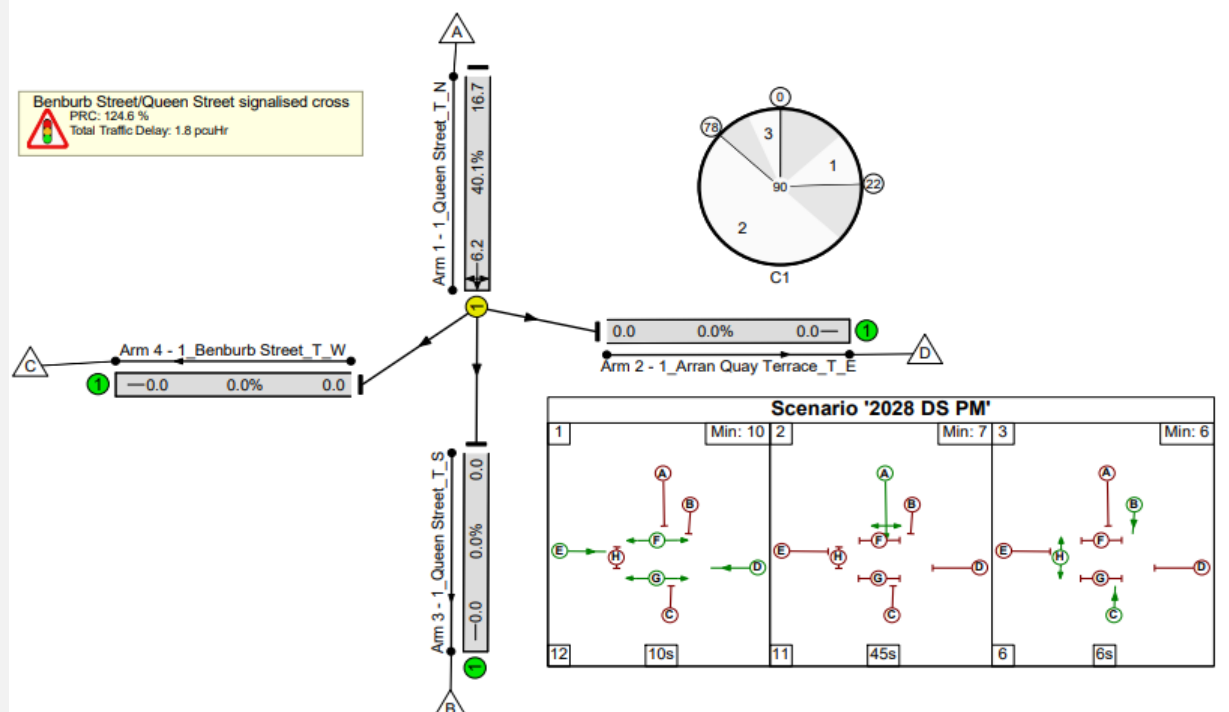 A
Benburb Street/Queen Street signalised cross
PRC: 124.6 %
Total Traffic Delay: 1.8 pcuHr
Arm 1 - 1_Queen Street_T_N
16.7
40.1%
6.2
1
0
78
3
1
90
22
2
C1
0.0 0.0% 0.0
1
D
Arm 2 - 1_Arran Quay Terrace_T_E
C
Arm 4 - 1_Benburb Street_T_W
1
0.0 0.0% 0.0
Arm 3 - 1_Queen Street_T_S
0.0
0.0%
0.0
1
B
Scenario '2028 DS PM'
1 Min: 10
A
B
E
F
H
D
G
C
12 10s
2 Min: 7
A
B
E
F
H
D
G
C
11 45s
3 Min: 6
A
B
E
F
H
D
G
C
6 6s